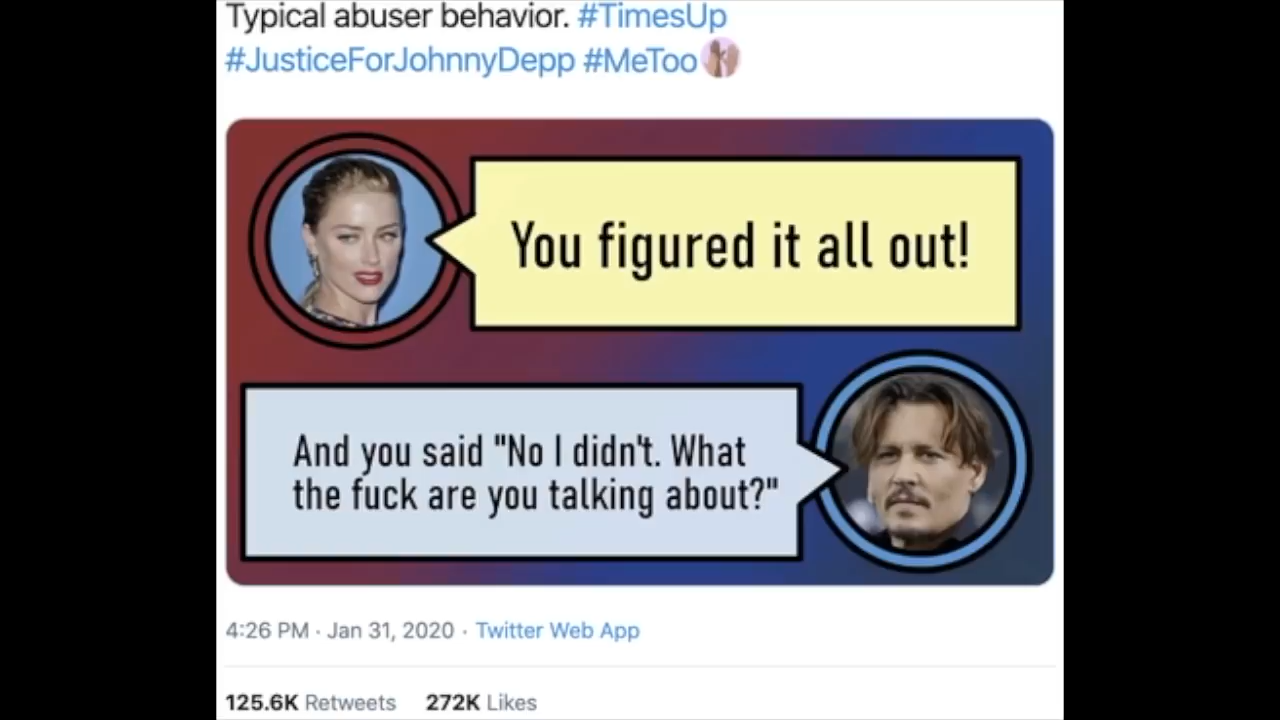 Typical abuser behavior. #TimesUp
#JusticeForJohnnyDepp #MeToo
You figured it all out!
And you said "No I didn't. What
the fuck are you talking about?"
4:26 PM · Jan 31, 2020 · Twitter Web App
125.6K Retweets 272K Likes